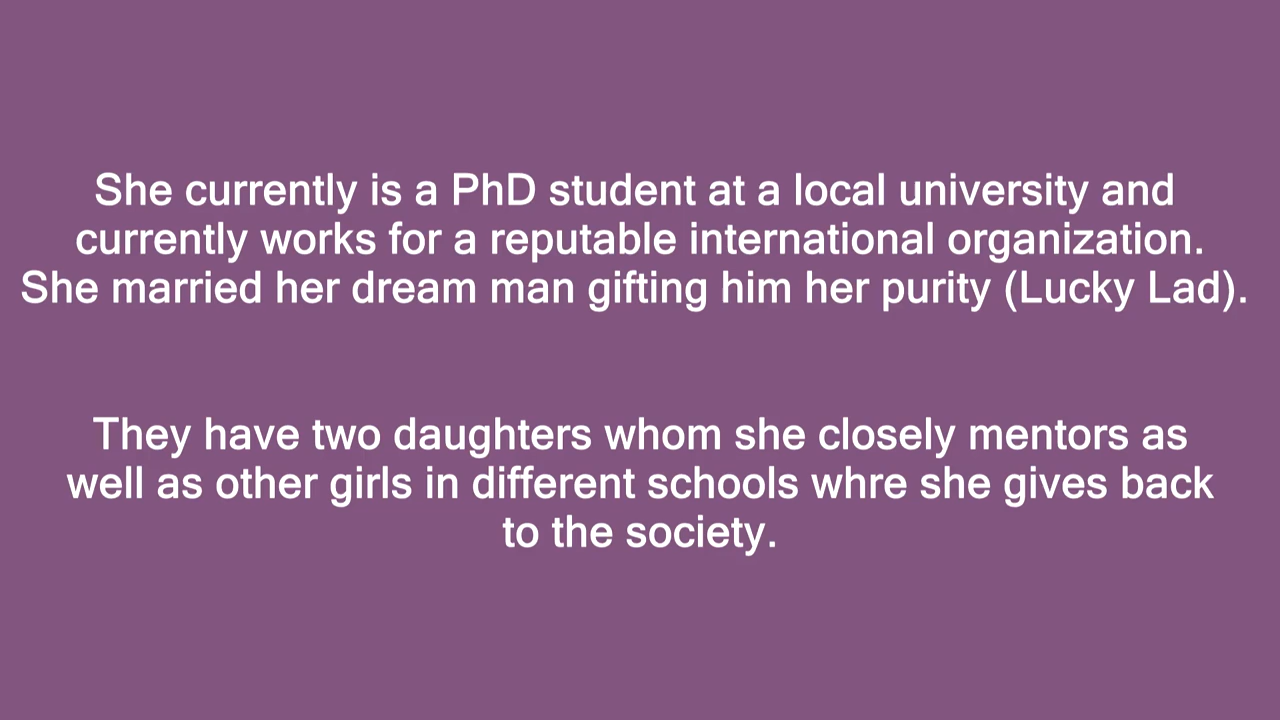 She currently is a PhD student at a local university and
currently works for a reputable international organization.
She married her dream man gifting him her purity (Lucky Lad).
They have two daughters whom she closely mentors as
well as other girls in different schools whre she gives back
to the society.